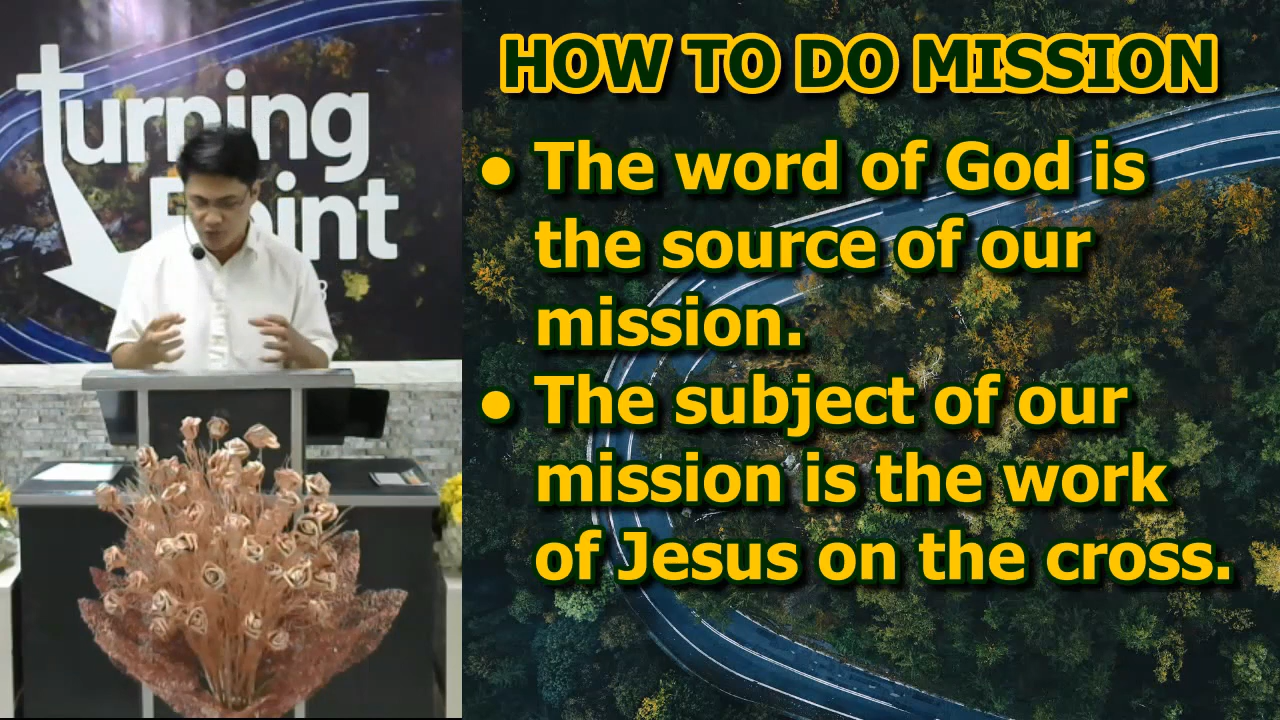 turning
Point
HOW TO DO MISSION
• The word of God is
the source of our
mission.
• The subject of our
mission is the work
of Jesus on the cross.